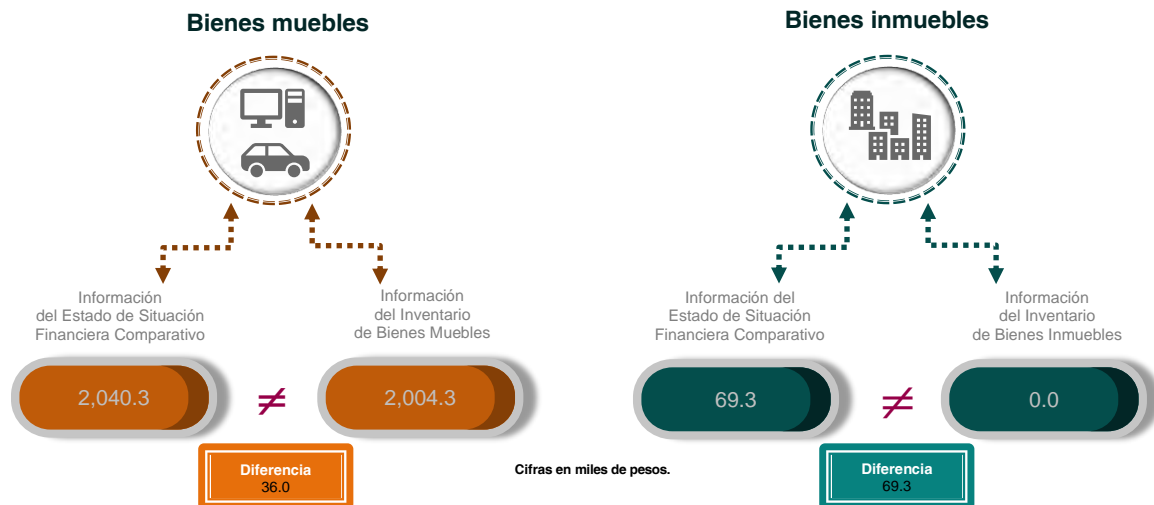 Bienes muebles
Información
del Estado de Situación
Financiera Comparativo
Información
del Inventario
de Bienes Muebles
2,040.3
≠
2,004.3
Diferencia
36.0
Cifras en miles de pesos.
Bienes inmuebles
Información del
Estado de Situación
Financiera Comparativo
Información
del Inventario
de Bienes Inmuebles
69.3
≠
0.0
Diferencia
69.3